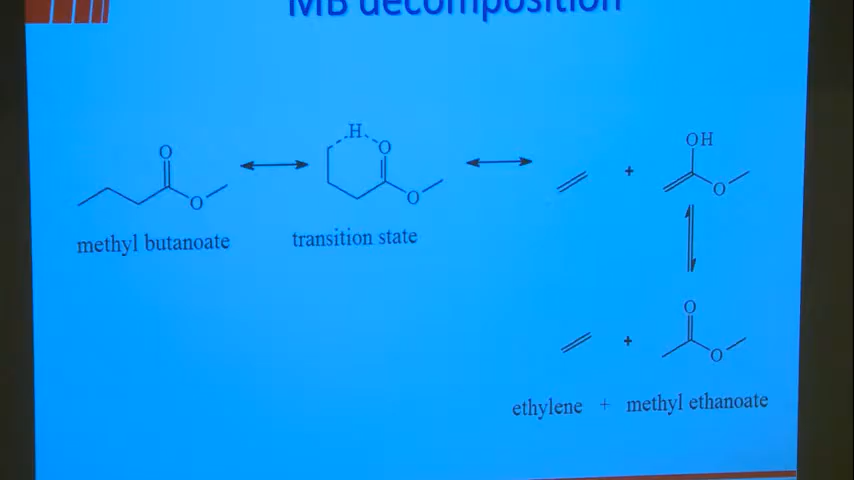 MB decomposition
O
O
methyl butanoate
H
O
O
transition state
+
OH
O
+
O
O
ethylene + methyl ethanoate